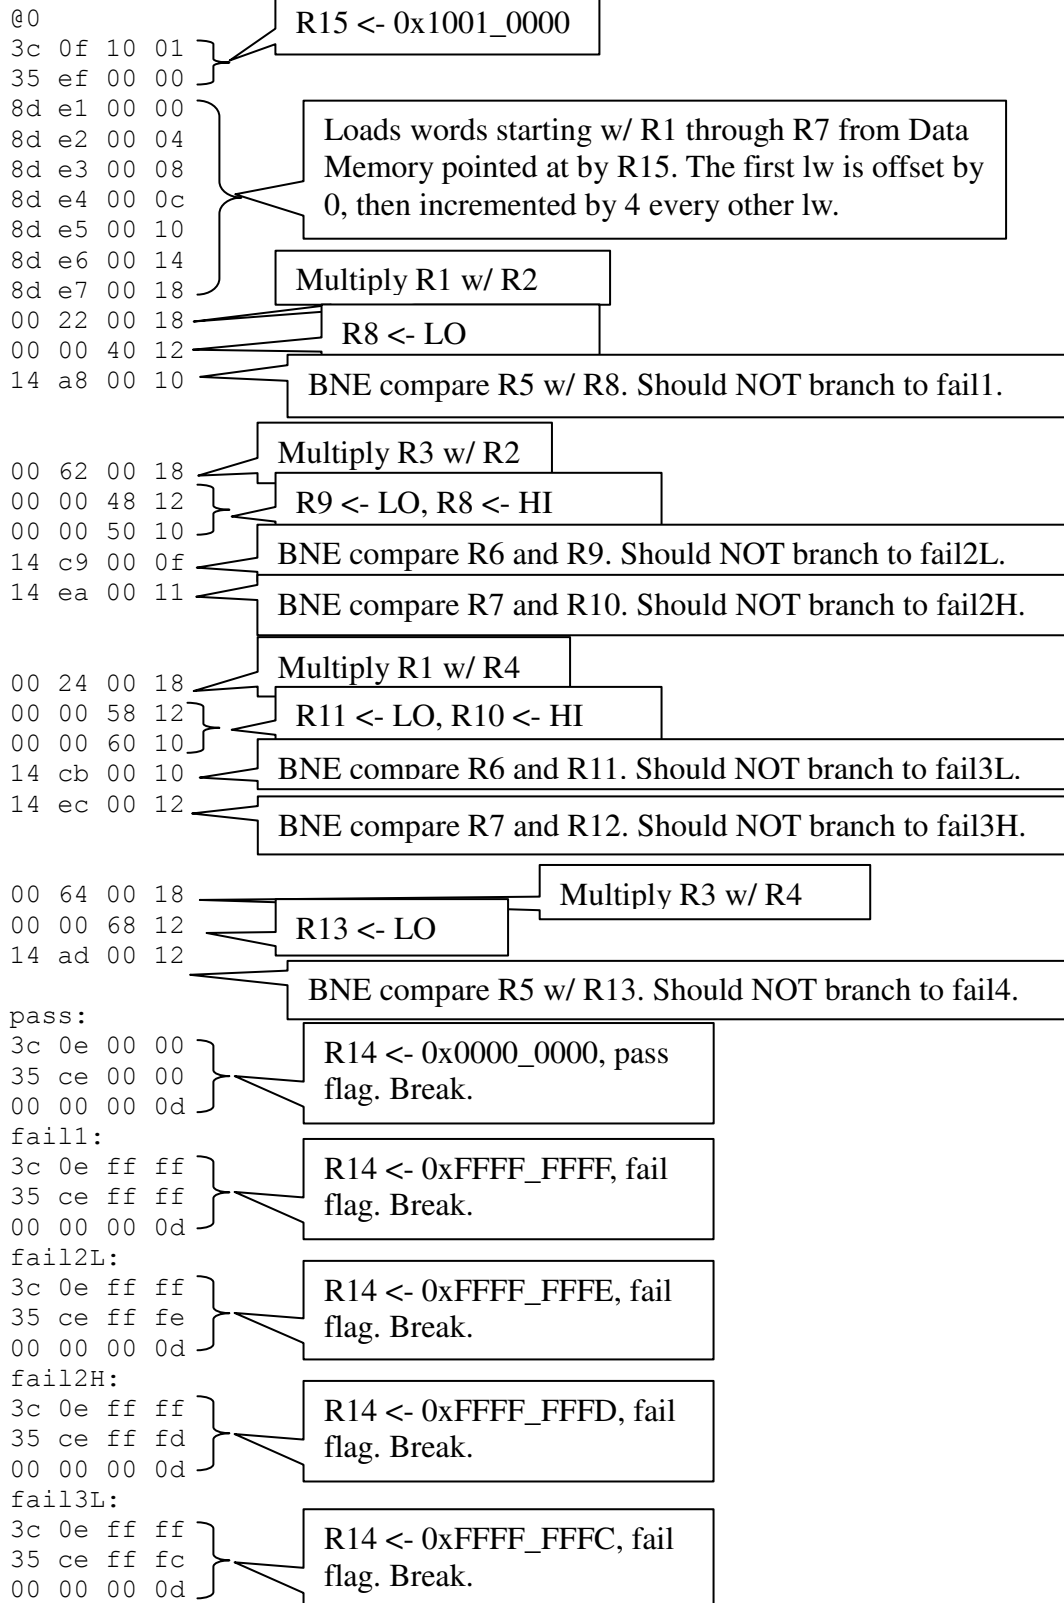 @0
R15 <- 0x1001_0000
3c 0f 10 01
35 ef 00 00
8d e1 00 00
8d e2 00 04
8d e3 00 08
8d e4 00 0c
8d e5 00 10
8d e6 00 14
8d e7 00 18
Loads words starting w/ R1 through R7 from Data
Memory pointed at by R15. The first lw is offset by
0, then incremented by 4 every other lw.
Multiply R1 w/ R2
00 22 00 18
R8 <- LO
00 00 40 12
14 a8 00 10
BNE compare R5 w/ R8. Should NOT branch to fail1.
Multiply R3 w/ R2
00 62 00 18
00 00 48 12
00 00 50 10
R9 <- LO, R8 <- HI
14 c9 00 0f
BNE compare R6 and R9. Should NOT branch to fail2L.
14 ea 00 11
BNE compare R7 and R10. Should NOT branch to fail2H.
Multiply R1 w/ R4
00 24 00 18
00 00 58 12
00 00 60 10
R11 <- LO, R10 <- HI
14 cb 00 10
BNE compare R6 and R11. Should NOT branch to fail3L.
14 ec 00 12
BNE compare R7 and R12. Should NOT branch to fail3H.
00 64 00 18
Multiply R3 w/ R4
00 00 68 12
R13 <- LO
14 ad 00 12
BNE compare R5 w/ R13. Should NOT branch to fail4.
pass:
3c 0e 00 00
35 ce 00 00
00 00 00 0d
R14 <- 0x0000_0000, pass
flag. Break.
fail1:
3c 0e ff ff
35 ce ff ff
00 00 00 0d
R14 <- 0xFFFF_FFFF, fail
flag. Break.
fail2L:
3c 0e ff ff
35 ce ff fe
00 00 00 0d
R14 <- 0xFFFF_FFFE, fail
flag. Break.
fail2H:
3c 0e ff ff
35 ce ff fd
00 00 00 0d
R14 <- 0xFFFF_FFFD, fail
flag. Break.
fail3L:
3c 0e ff ff
35 ce ff fc
00 00 00 0d
R14 <- 0xFFFF_FFFC, fail
flag. Break.